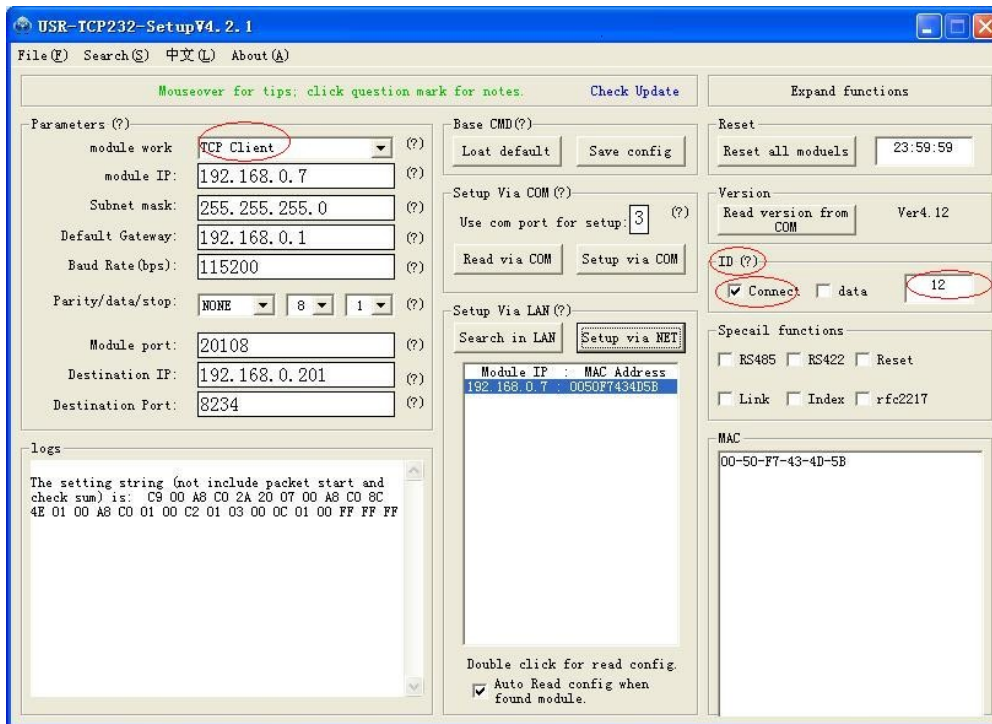 USR-TCP232-SetupV4.2.1
File(F) Search(S) 中文(L) About(A)
Mouseover for tips; click question mark for notes. Check Update
Expand functions
Parameters (?)
module work TCP Client (?)
module IP: 192.168.0.7 (?)
Subnet mask: 255.255.255.0 (?)
Default Gateway: 192.168.0.1 (?)
Baud Rate(bps): 115200 (?)
Parity/data/stop: NONE 8 1 (?)
Module port: 20108 (?)
Destination IP: 192.168.0.201 (?)
Destination Port: 8234 (?)
logs
The setting string (not include packet start and
check sum) is: C9 00 A8 C0 2A 20 07 00 A8 C0 8C
4E 01 00 A8 C0 01 00 C2 01 03 00 0C 01 00 FF FF FF
Base CMD(?)
Loat default Save config
Setup Via COM(?)
Use com port for setup: 3 (?)
Read via COM Setup via COM
Setup Via LAN(?)
Search in LAN Setup via NET
Module IP : MAC Address
192.168.0.7 : 0050F7434D5B
Double click for read config.
Auto Read config when
found module.
Reset
Reset all moduels 23:59:59
Version
Read version from
COM
Ver4.12
ID (?)
Connect data 12
Specail functions
RS485 RS422 Reset
Link Index rfc2217
MAC
00-50-F7-43-4D-5B